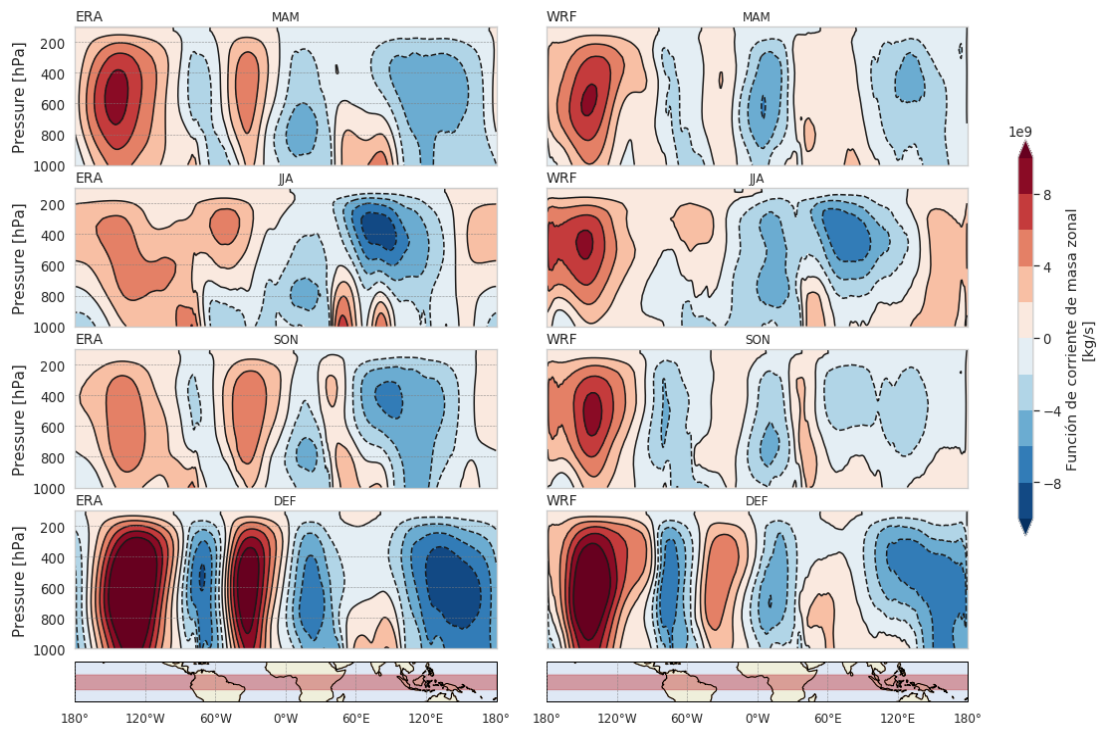 ERA MAM WRF MAM
Pressure [hPa]
200
400
600
800
1000
ERA JJA WRF JJA
Pressure [hPa]
200
400
600
800
1000
ERA SON WRF SON
Pressure [hPa]
200
400
600
800
1000
ERA DEF WRF DEF
Pressure [hPa]
200
400
600
800
1000
180° 120°W 60°W 0°W 60°E 120°E 180°
180° 120°W 60°W 0°W 60°E 120°E 180°
1e9
8
4
0
−4
−8
Función de corriente de masa zonal
[kg/s]